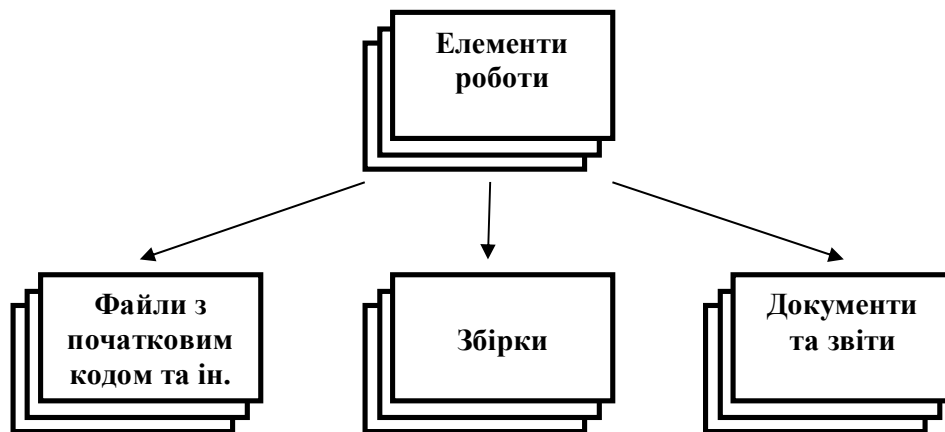 Елементи
роботи
Файли з
початковим
кодом та ін.
Збірки
Документи
та звіти